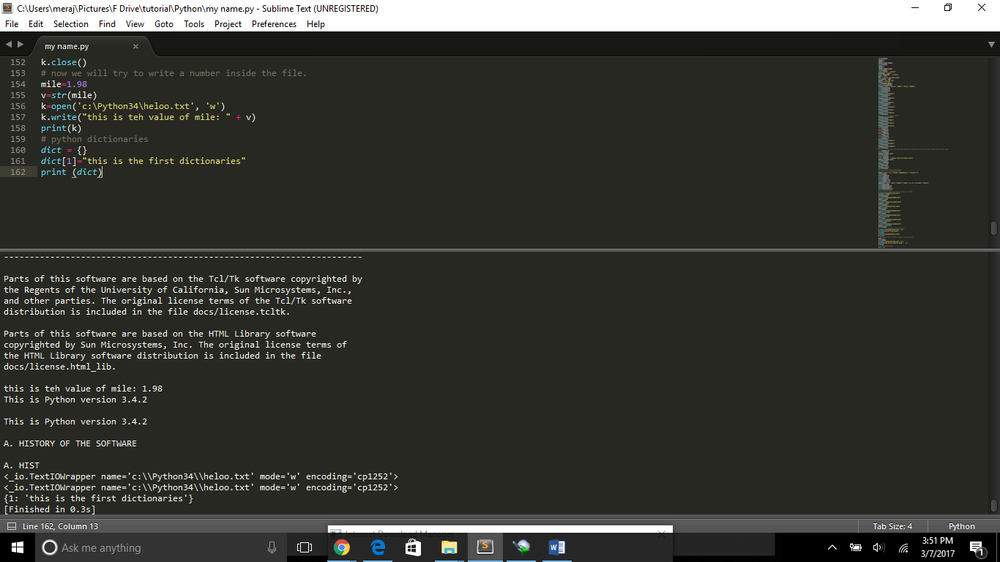 C:\Users\meraj\Pictures\F Drive\tutorial\Python\my name.py - Sublime Text (UNREGISTERED)
File Edit Selection Find View Goto Tools Project Preferences Help
my name.py
152 k.close()
153 # now we will try to write a number inside the file.
154 mile=1.98
155 v=str(mile)
156 k=open('c:\Python34\heloo.txt', 'w')
157 k.write("this is teh value of mile: " + v)
158 print(k)
159 # python dictionaries
160 dict = {}
161 dict[1]="this is the first dictionaries"
162 print (dict)
----------------------------------------------------------------------
Parts of this software are based on the Tcl/Tk software copyrighted by
the Regents of the University of California, Sun Microsystems, Inc.,
and other parties. The original license terms of the Tcl/Tk software
distribution is included in the file docs/license.tcltk.
Parts of this software are based on the HTML Library software
copyrighted by Sun Microsystems, Inc. The original license terms of
the HTML Library software distribution is included in the file
docs/license.html_lib.
this is teh value of mile: 1.98
This is Python version 3.4.2
This is Python version 3.4.2
A. HISTORY OF THE SOFTWARE
A. HIST
<_io.TextIOWrapper name='c:\\Python34\\heloo.txt' mode='w' encoding='cp1252'>
<_io.TextIOWrapper name='c:\\Python34\\heloo.txt' mode='w' encoding='cp1252'>
{1: 'this is the first dictionaries'}
[Finished in 0.3s]
Line 162, Column 13
Tab Size: 4 Python
Internet Download Manager
Ask me anything
3:51 PM
3/7/2017
1